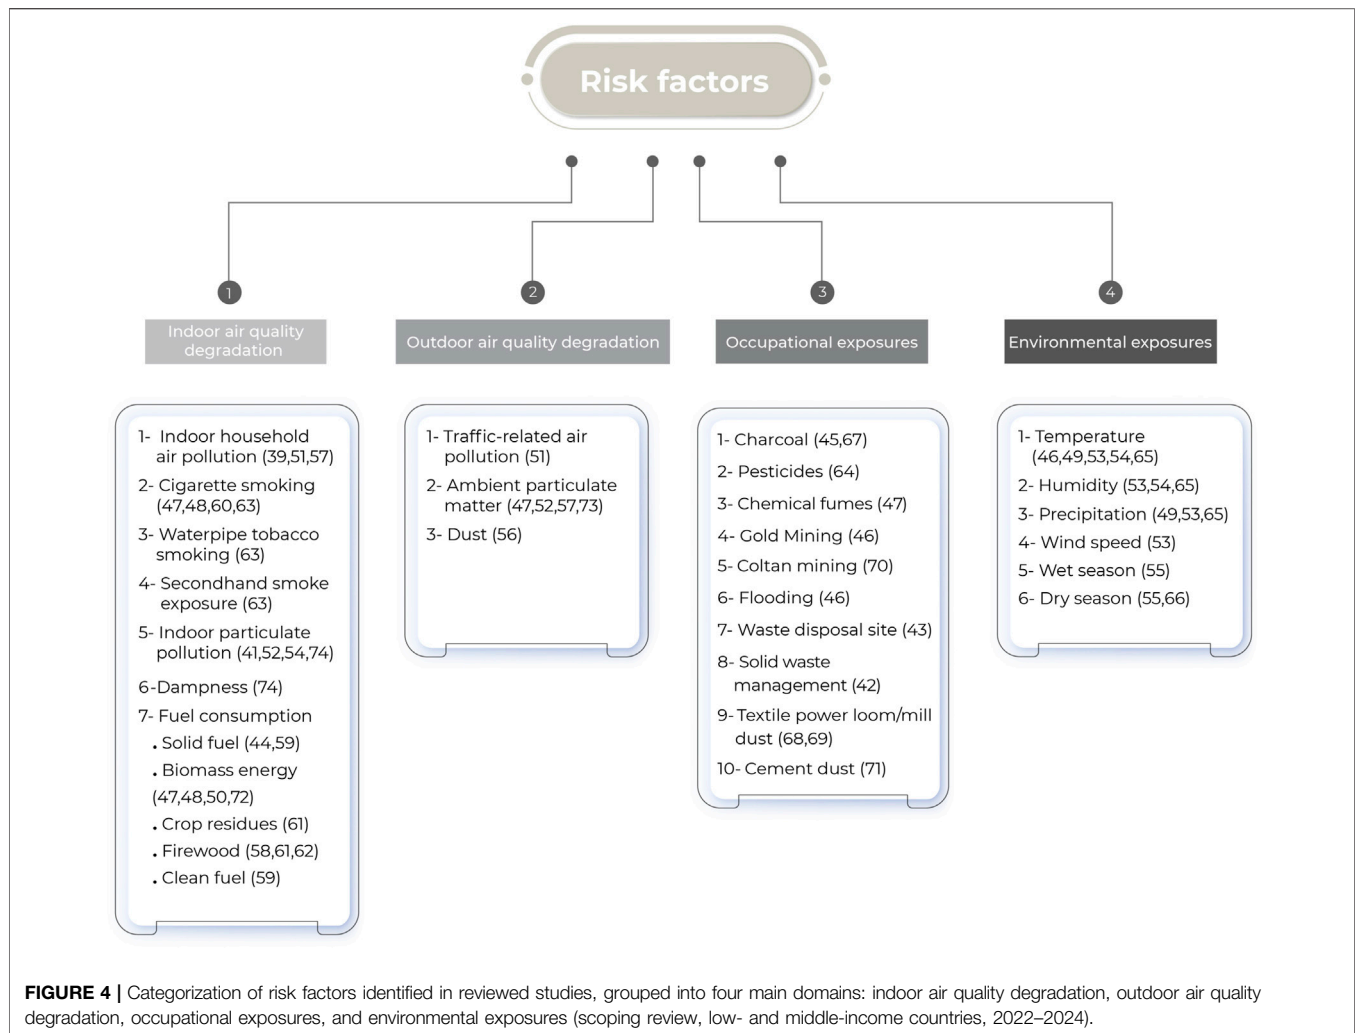 Risk factors
1
Indoor air quality
degradation
1- Indoor household
air pollution (39,51,57)
2- Cigarette smoking
(47,48,60,63)
3- Waterpipe tobacco
smoking (63)
4- Secondhand smoke
exposure (63)
5- Indoor particulate
pollution (41,52,54,74)
6-Dampness (74)
7- Fuel consumption
. Solid fuel (44,59)
. Biomass energy
(47,48,50,72)
. Crop residues (61)
. Firewood (58,61,62)
. Clean fuel (59)
2
Outdoor air quality degradation
1- Traffic-related air
pollution (51)
2- Ambient particulate
matter (47,52,57,73)
3- Dust (56)
3
Occupational exposures
1- Charcoal (45,67)
2- Pesticides (64)
3- Chemical fumes (47)
4- Gold Mining (46)
5- Coltan mining (70)
6- Flooding (46)
7- Waste disposal site (43)
8- Solid waste
management (42)
9- Textile power loom/mill
dust (68,69)
10- Cement dust (71)
4
Environmental exposures
1- Temperature
(46,49,53,54,65)
2- Humidity (53,54,65)
3- Precipitation (49,53,65)
4- Wind speed (53)
5- Wet season (55)
6- Dry season (55,66)
FIGURE 4 | Categorization of risk factors identified in reviewed studies, grouped into four main domains: indoor air quality degradation, outdoor air quality
degradation, occupational exposures, and environmental exposures (scoping review, low- and middle-income countries, 2022–2024).